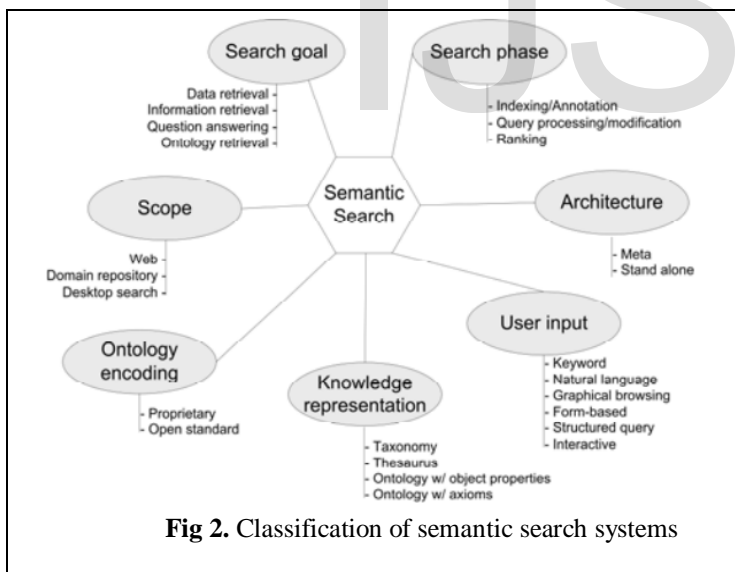 IJS
Search goal
Data retrieval -
Information retrieval -
Question answering -
Ontology retrieval -
Search phase
- Indexing/Annotation
- Query processing/modification
- Ranking
Semantic
Search
Scope
Web -
Domain repository -
Desktop search -
Architecture
- Meta
- Stand alone
User input
- Keyword
- Natural language
- Graphical browsing
- Form-based
- Structured query
- Interactive
Ontology
encoding
- Proprietary
- Open standard
Knowledge
representation
- Taxonomy
- Thesaurus
- Ontology w/ object properties
- Ontology w/ axioms
Fig 2. Classification of semantic search systems